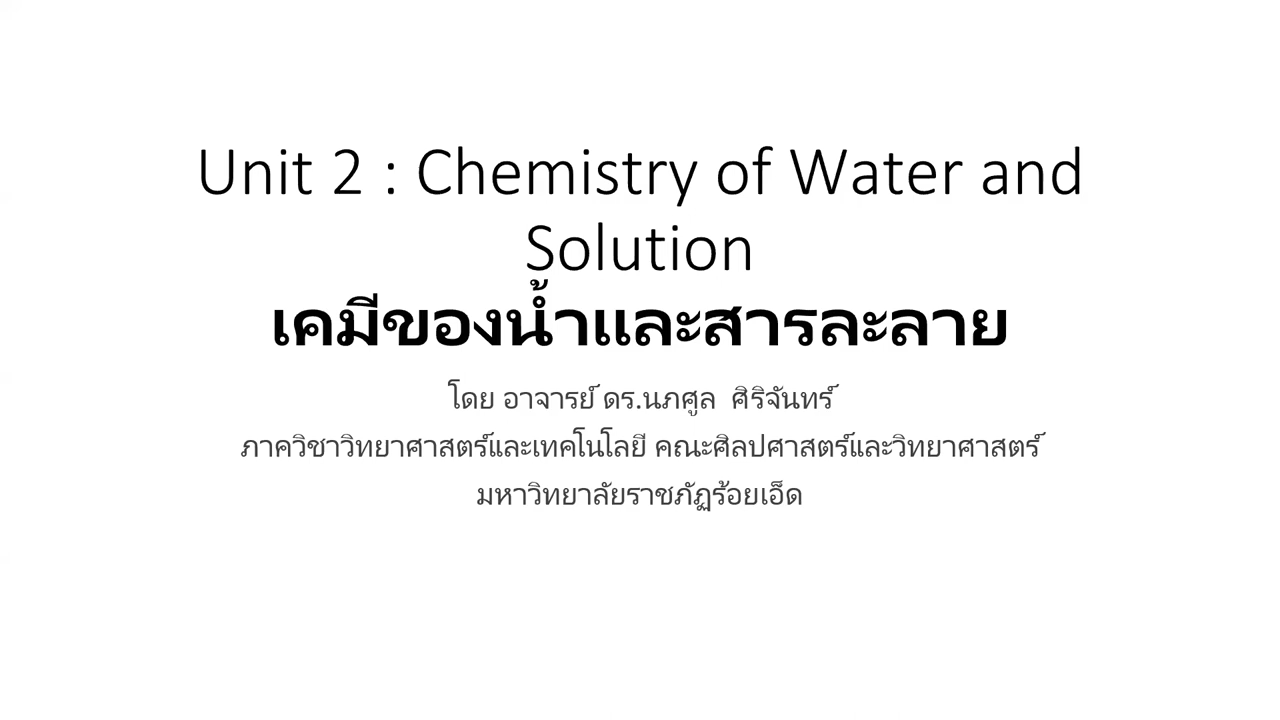 Unit 2 : Chemistry of Water and
Solution
เคมีของน้ำและสารละลาย
โดย อาจารย์ ดร.นภศูล  ศิริจันทร์
ภาควิชาวิทยาศาสตร์และเทคโนโลยี คณะศิลปศาสตร์และวิทยาศาสตร์
มหาวิทยาลัยราชภัฏร้อยเอ็ด